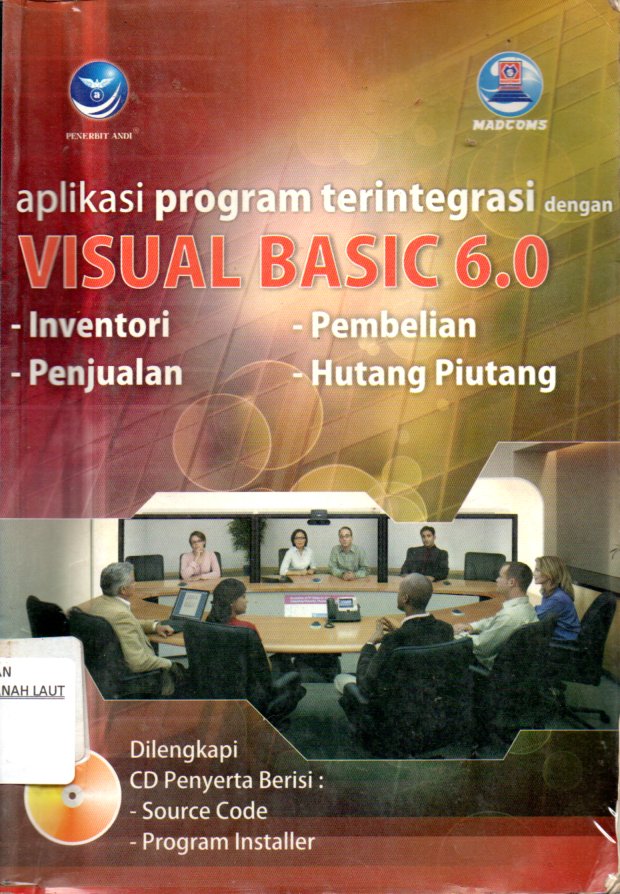 PENERBIT ANDI
MADCOMS
aplikasi program terintegrasi dengan
VISUAL BASIC 6.0
- Inventori
- Pembelian
- Penjualan
- Hutang Piutang
AN
ANAH LAUT
Dilengkapi
CD Penyerta Berisi :
- Source Code
- Program Installer